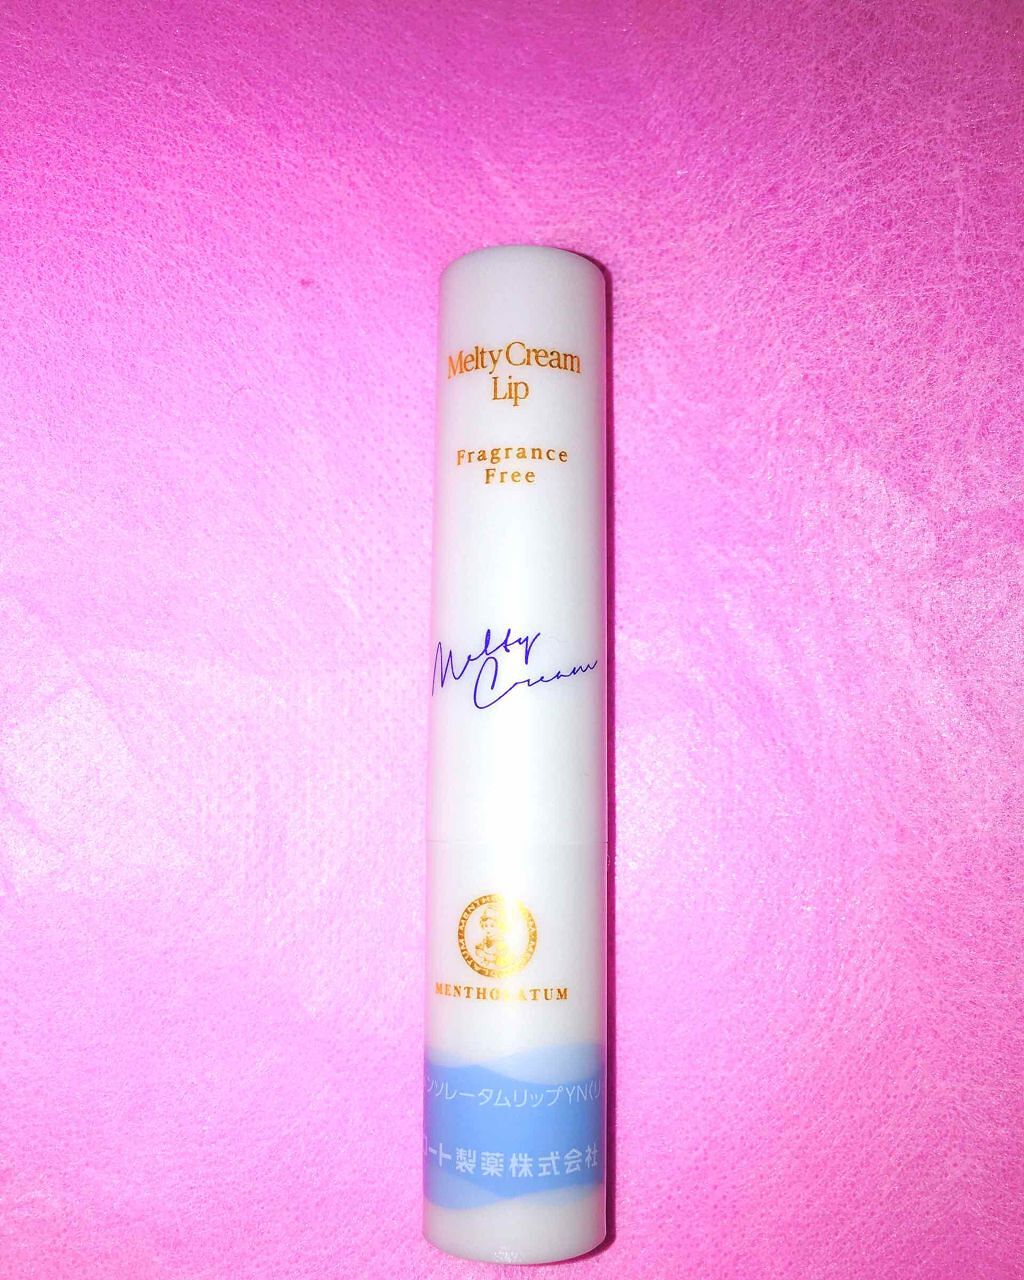 Melty Cream
Lip
Fragrance
Free
Melty
Cream
MENTHOLATUM
ンソレータムリップYN(リ
ート製薬株式会社